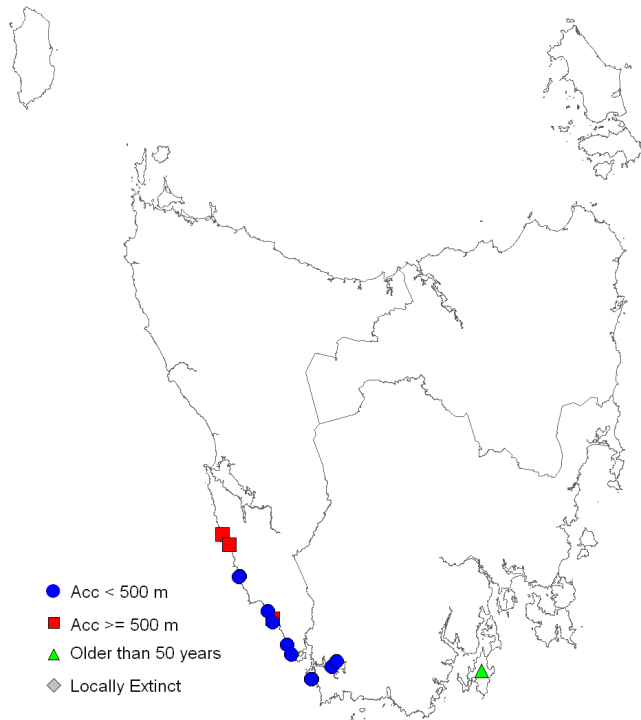 Acc < 500 m
Acc >= 500 m
Older than 50 years
Locally Extinct